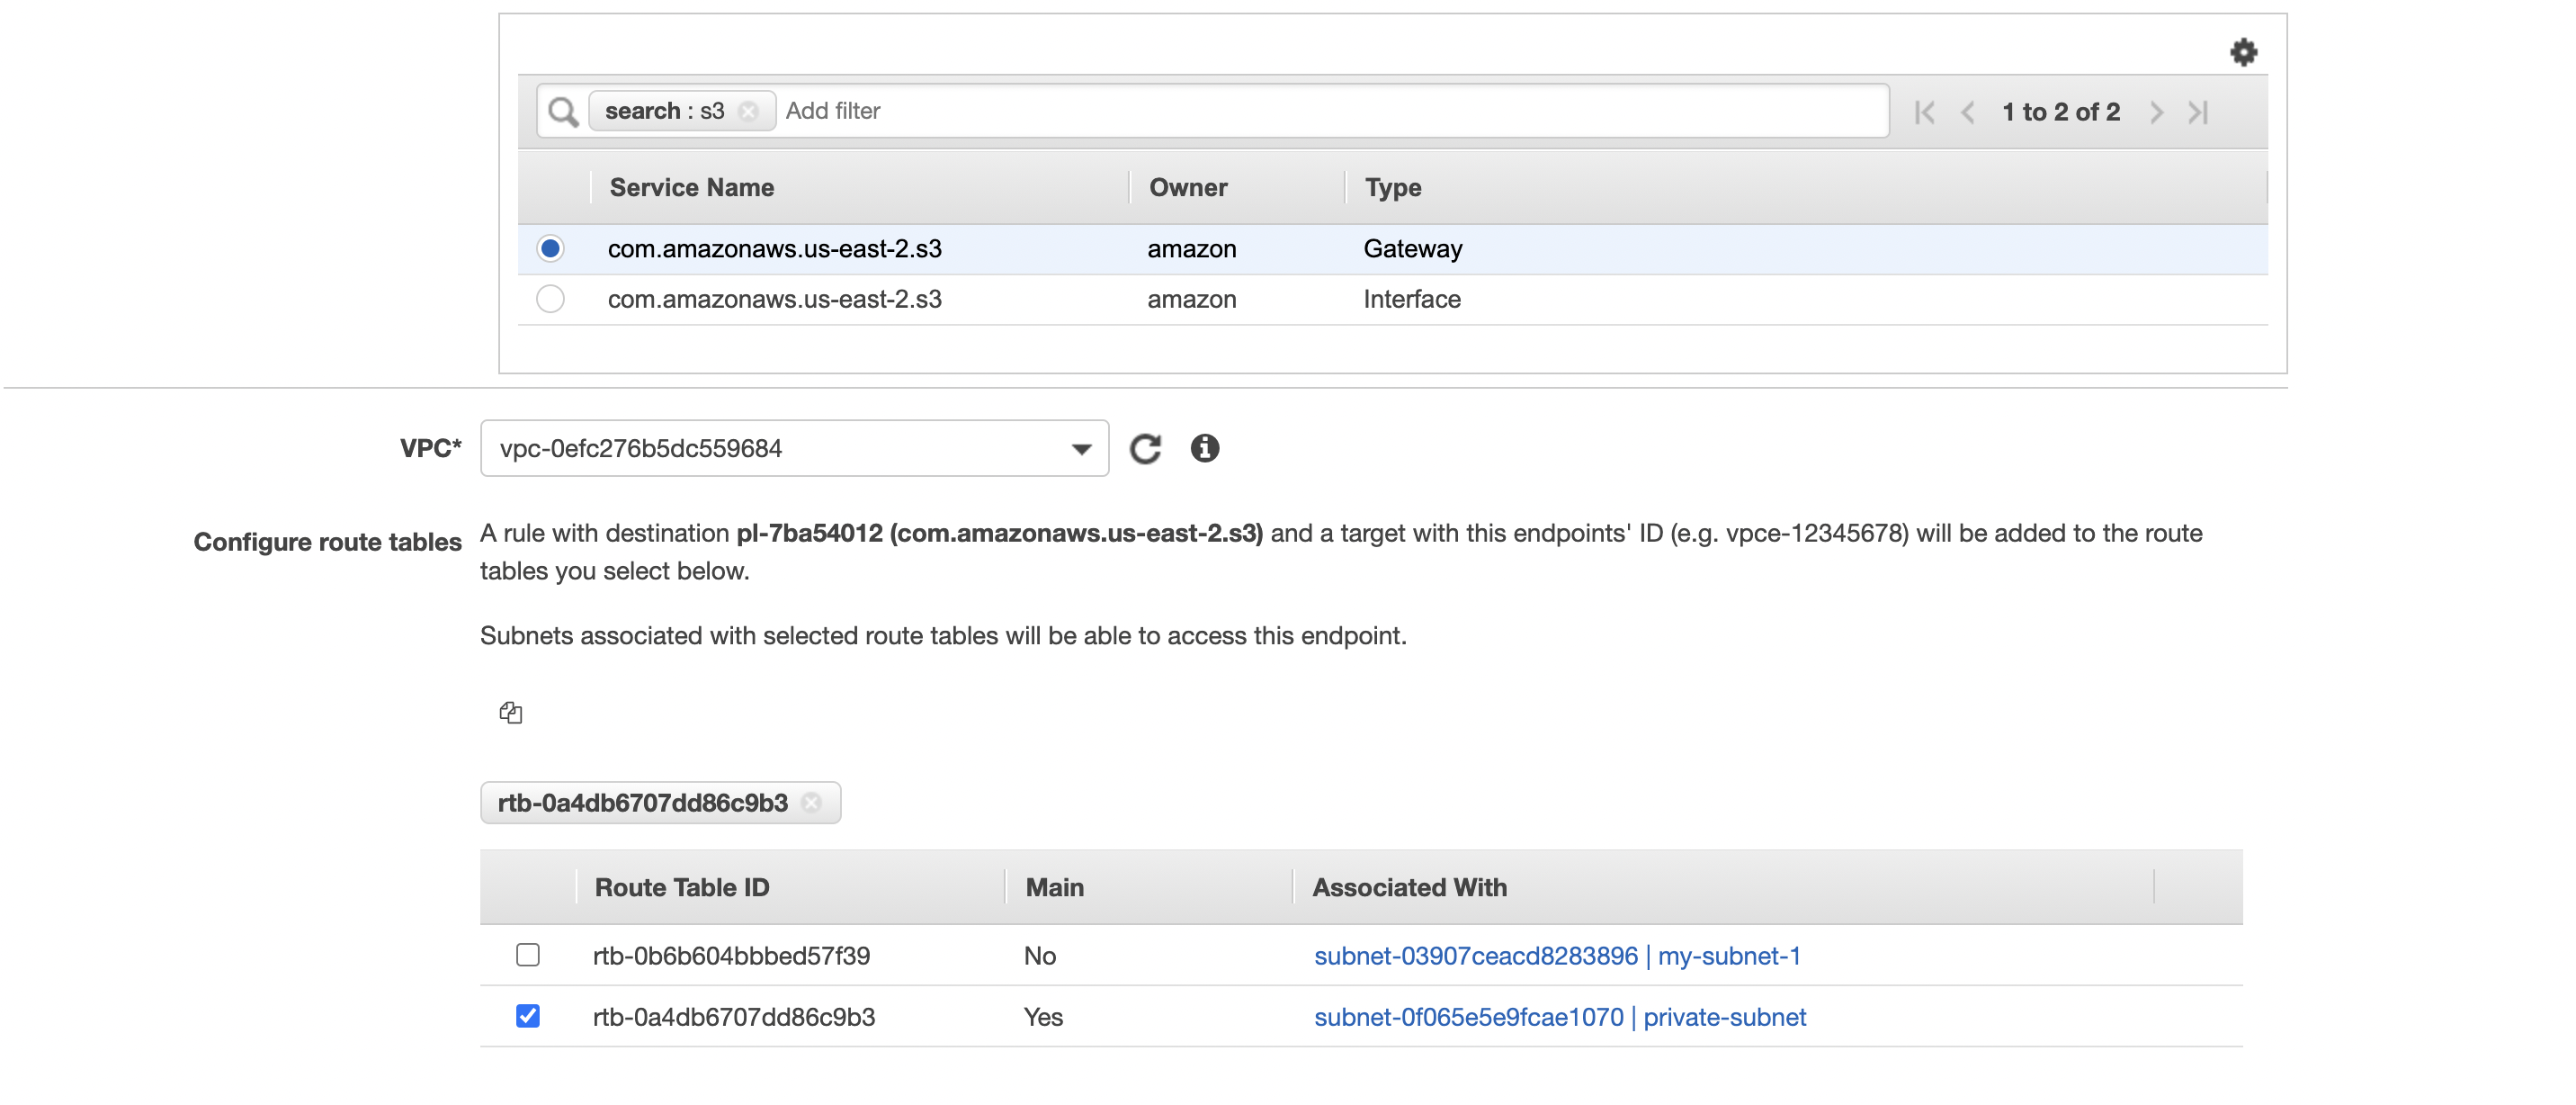 search : s3 Add filter 1 to 2 of 2
Service Name Owner Type
com.amazonaws.us-east-2.s3 amazon Gateway
com.amazonaws.us-east-2.s3 amazon Interface
VPC* vpc-0efc276b5dc559684
Configure route tables A rule with destination pl-7ba54012 (com.amazonaws.us-east-2.s3) and a target with this endpoints' ID (e.g. vpce-12345678) will be added to the route
tables you select below.
Subnets associated with selected route tables will be able to access this endpoint.
rtb-0a4db6707dd86c9b3
Route Table ID Main Associated With
rtb-0b6b604bbbed57f39 No subnet-03907ceacd8283896 | my-subnet-1
rtb-0a4db6707dd86c9b3 Yes subnet-0f065e5e9fcae1070 | private-subnet